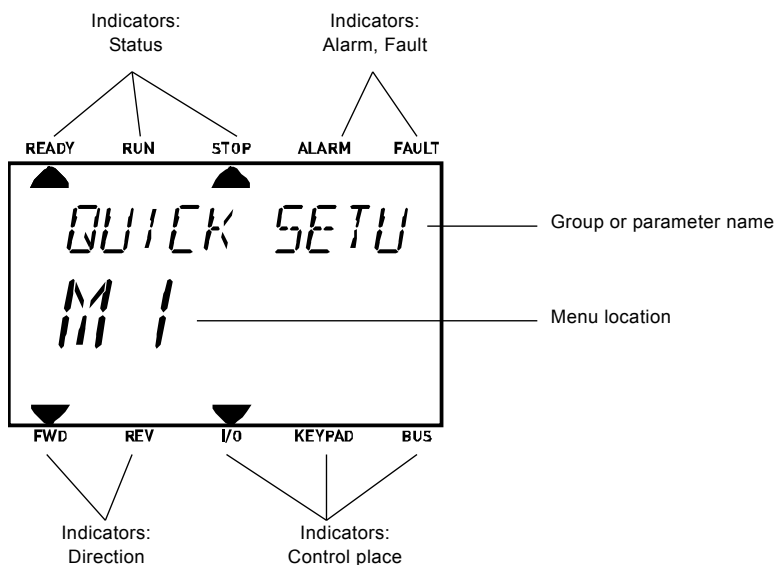 Indicators:
Status
Indicators:
Alarm, Fault
READY RUN STOP ALARM FAULT
QUICK SETU
Group or parameter name
M 1
Menu location
FWD REV I/O KEYPAD BUS
Indicators:
Direction
Indicators:
Control place